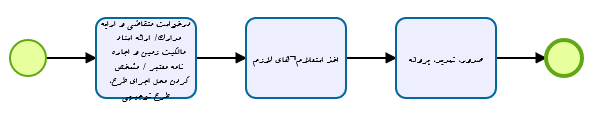 درخواست متقاضی و ارایه
مدارک/ ارائه اسناد
مالکیت زمین و اجاره
نامه معتبر / مشخص
کردن محل اجرای طرح،
طرح توجیهی
اخذ استعلام¬های لازم
صدور، تمدید، پروانه